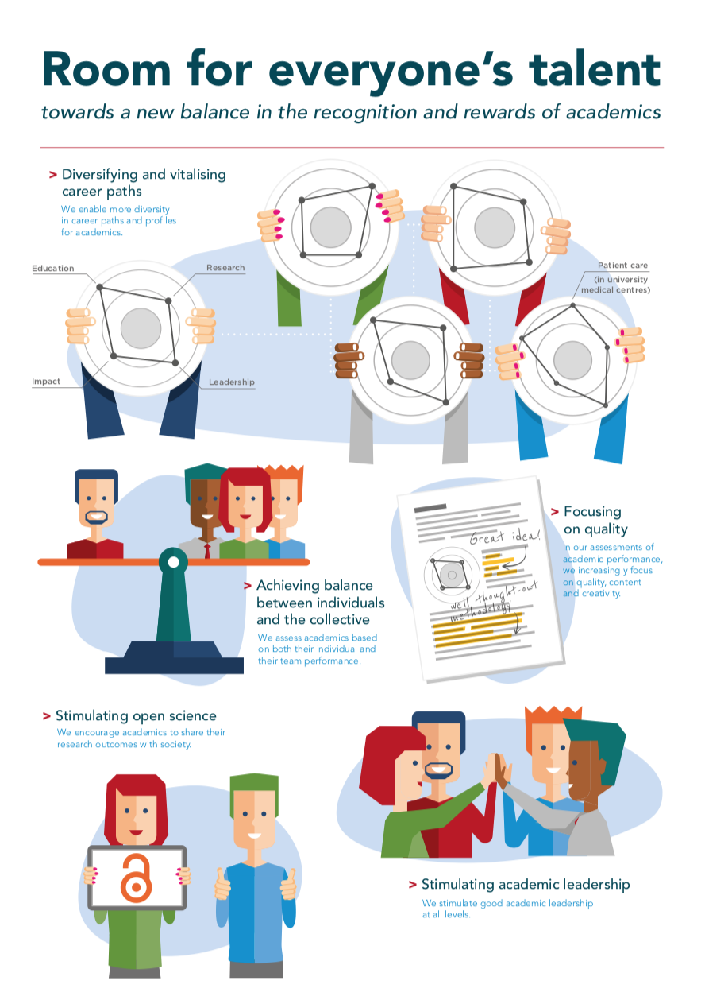 Room for everyone's talent
towards a new balance in the recognition and rewards of academics
> Diversifying and vitalising
career paths
We enable more diversity
in career paths and profiles
for academics.
Education
Research
Impact
Leadership
Patient care
(in university
medical centres)
> Achieving balance
between individuals
and the collective
We assess academics based
on both their individual and
their team performance.
Great idea!
well thought-out
methodology
> Focusing
on quality
In our assessments of
academic performance,
we increasingly focus
on quality, content
and creativity.
> Stimulating open science
We encourage academics to share their
research outcomes with society.
> Stimulating academic leadership
We stimulate good academic leadership
at all levels.